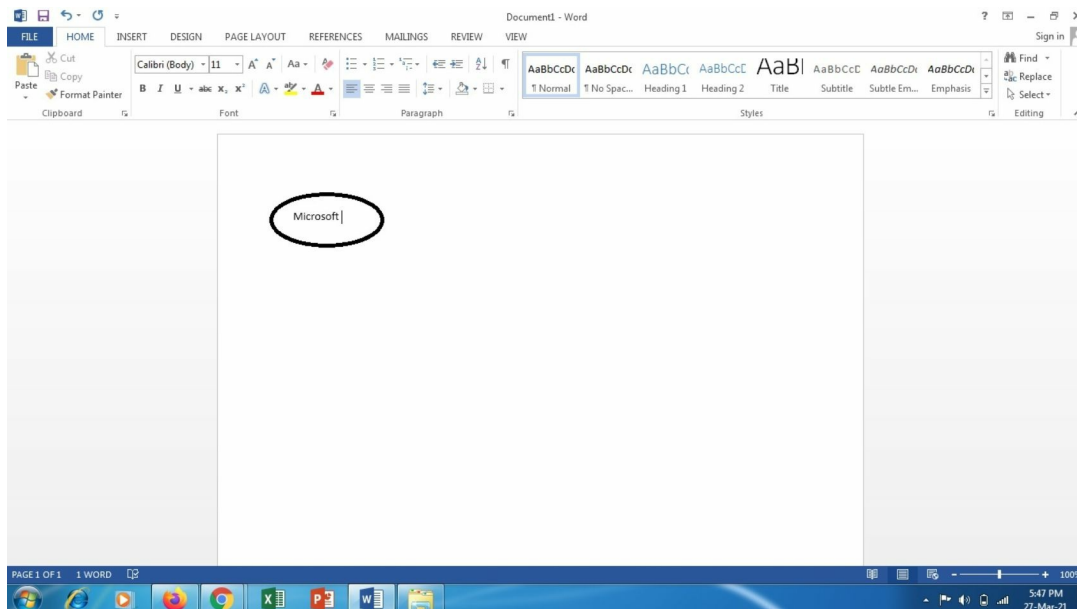 Document1 - Word
FILE HOME INSERT DESIGN PAGE LAYOUT REFERENCES MAILINGS REVIEW VIEW Sign in
Cut
Copy
Paste
Format Painter
Clipboard
Calibri (Body) 11
Font
Paragraph
AaBbCcDc AaBbCcDc AaBbCc AaBbCcD AaBl AaBbCcD AaBbCcDc AaBbCcDc
¶ Normal ¶ No Spac... Heading 1 Heading 2 Title Subtitle Subtle Em... Emphasis
Styles
Find
Replace
Select
Editing
Microsoft
PAGE 1 OF 1 1 WORD 100%
5:47 PM
27-Mar-21